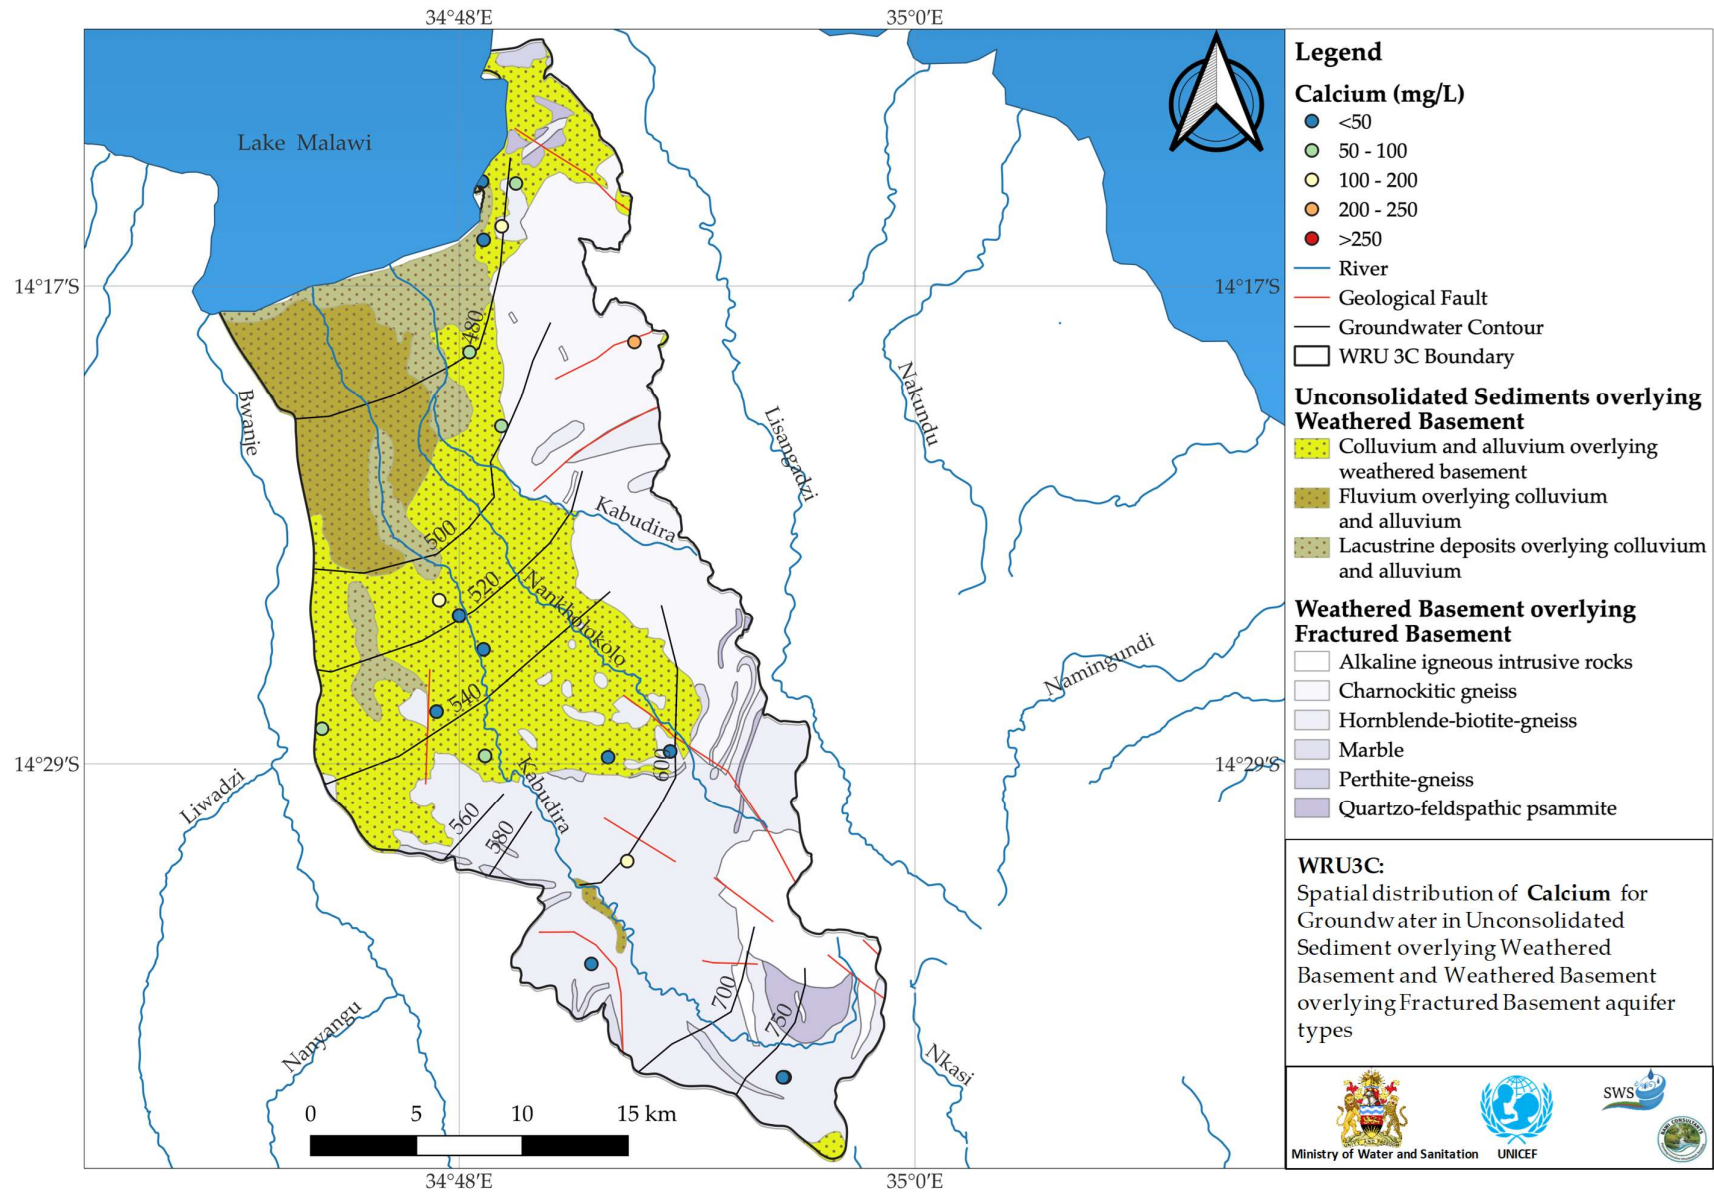 34°48'E
35°0'E
Lake Malawi
14°17'S
14°17'S
480
Bwanje
Nakundu
Lisangadzi
Kabudira
500
520
Nankholokolo
Namingundi
540
600
14°29'S
14°29'S
Liwadzi
Kabudira
560
580
700
750
Nanyangu
Nkasi
0 5 10 15 km
34°48'E
35°0'E
Legend
Calcium (mg/L)
<50
50 - 100
100 - 200
200 - 250
>250
River
Geological Fault
Groundwater Contour
WRU 3C Boundary
Unconsolidated Sediments overlying
Weathered Basement
Colluvium and alluvium overlying
weathered basement
Fluvium overlying colluvium
and alluvium
Lacustrine deposits overlying colluvium
and alluvium
Weathered Basement overlying
Fractured Basement
Alkaline igneous intrusive rocks
Charnockitic gneiss
Hornblende-biotite-gneiss
Marble
Perthite-gneiss
Quartzo-feldspathic psammite
WRU3C:
Spatial distribution of Calcium for
Groundwater in Unconsolidated
Sediment overlying Weathered
Basement and Weathered Basement
overlying Fractured Basement aquifer
types
SWS
Ministry of Water and Sanitation
UNICEF